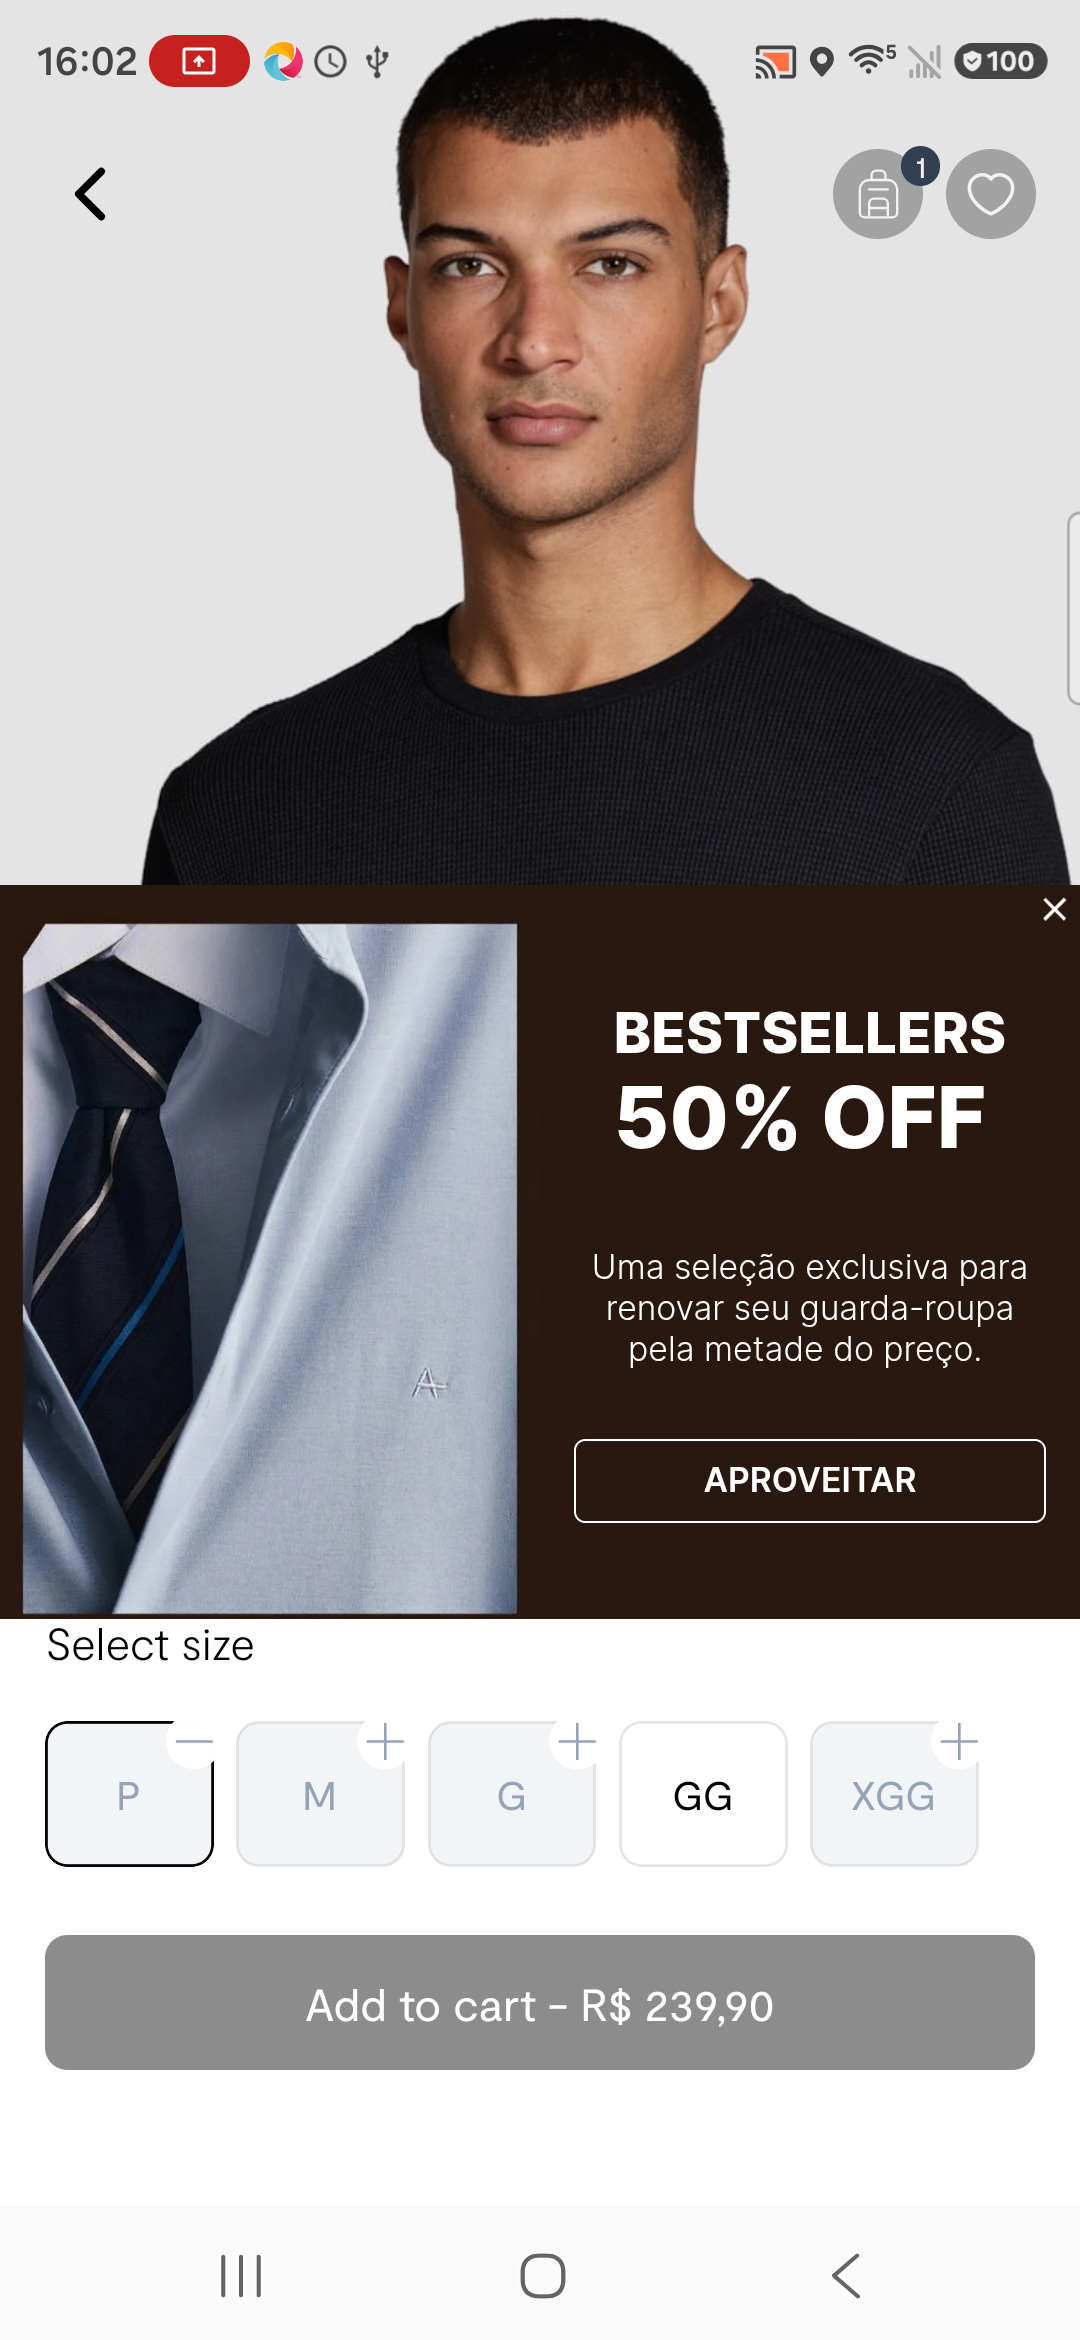 16:02
5
100
1
BESTSELLERS
50% OFF
Uma seleção exclusiva para
renovar seu guarda-roupa
pela metade do preço.
APROVEITAR
Select size
P
M
G
GG
XGG
Add to cart - R$ 239,90